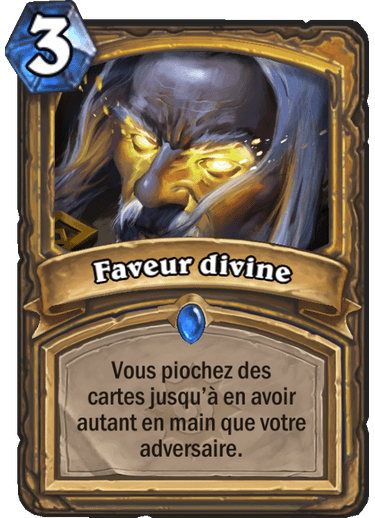 3
Faveur divine
Vous piochez des
cartes jusqu'à en avoir
autant en main que votre
adversaire.